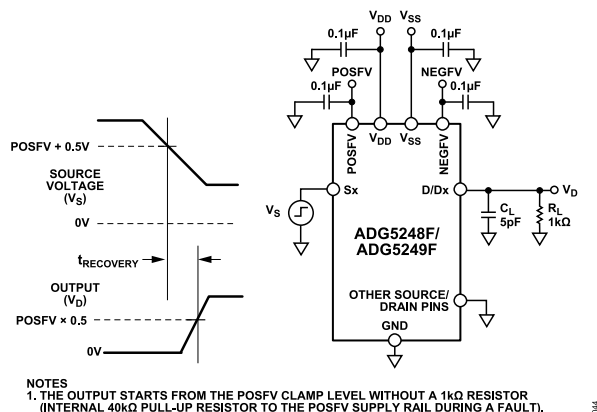 VDD
VSS
0.1µF
0.1µF
POSFV
NEGFV
0.1µF
0.1µF
POSFV
VDD
VSS
NEGFV
POSFV + 0.5V
SOURCE
VOLTAGE
(VS)
0V
tRECOVERY
OUTPUT
(VD)
POSFV × 0.5
0V
VS
Sx
D/Dx
VD
CL
5pF
RL
1kΩ
ADG5248F/
ADG5249F
OTHER SOURCE/
DRAIN PINS
GND
NOTES
1. THE OUTPUT STARTS FROM THE POSFV CLAMP LEVEL WITHOUT A 1kΩ RESISTOR
(INTERNAL 40kΩ PULL-UP RESISTOR TO THE POSFV SUPPLY RAIL DURING A FAULT).